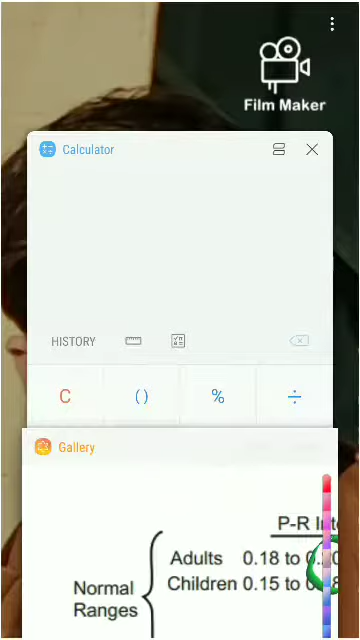 Film Maker
Calculator
HISTORY
C () % ÷
Gallery
P-R
Adults 0.18 to
Children 0.15 to
Normal
Ranges